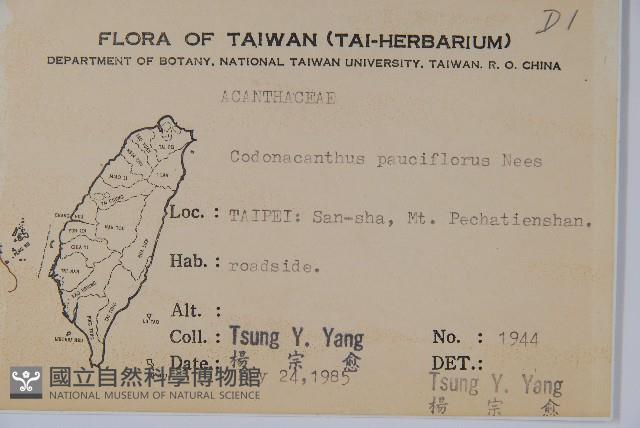 D1
FLORA OF TAIWAN (TAI-HERBARIUM)
DEPARTMENT OF BOTANY, NATIONAL TAIWAN UNIVERSITY, TAIWAN, R. O. CHINA
ACANTHACEAE
Codonacanthus pauciflorus Nees
Loc. : TAIPEI: San-sha, Mt. Pechatienshan.
Hab. : roadside.
Alt. :
Coll. : Tsung Y. Yang No. : 1944
楊 宗 愈
Date : 24,1985 DET.:
Tsung Y. Yang
楊 宗 愈
國立自然科學博物館
NATIONAL MUSEUM OF NATURAL SCIENCE